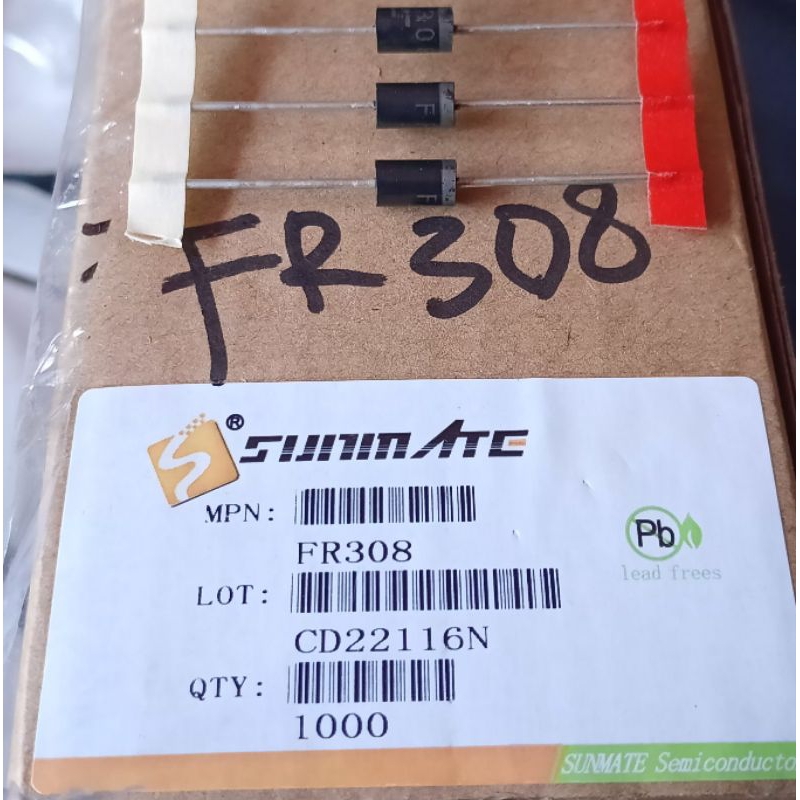 FR308
® SUNMATE
MPN:
FR308
LOT:
CD22116N
QTY:
1000
Pb
lead frees
SUNMATE Semiconducto